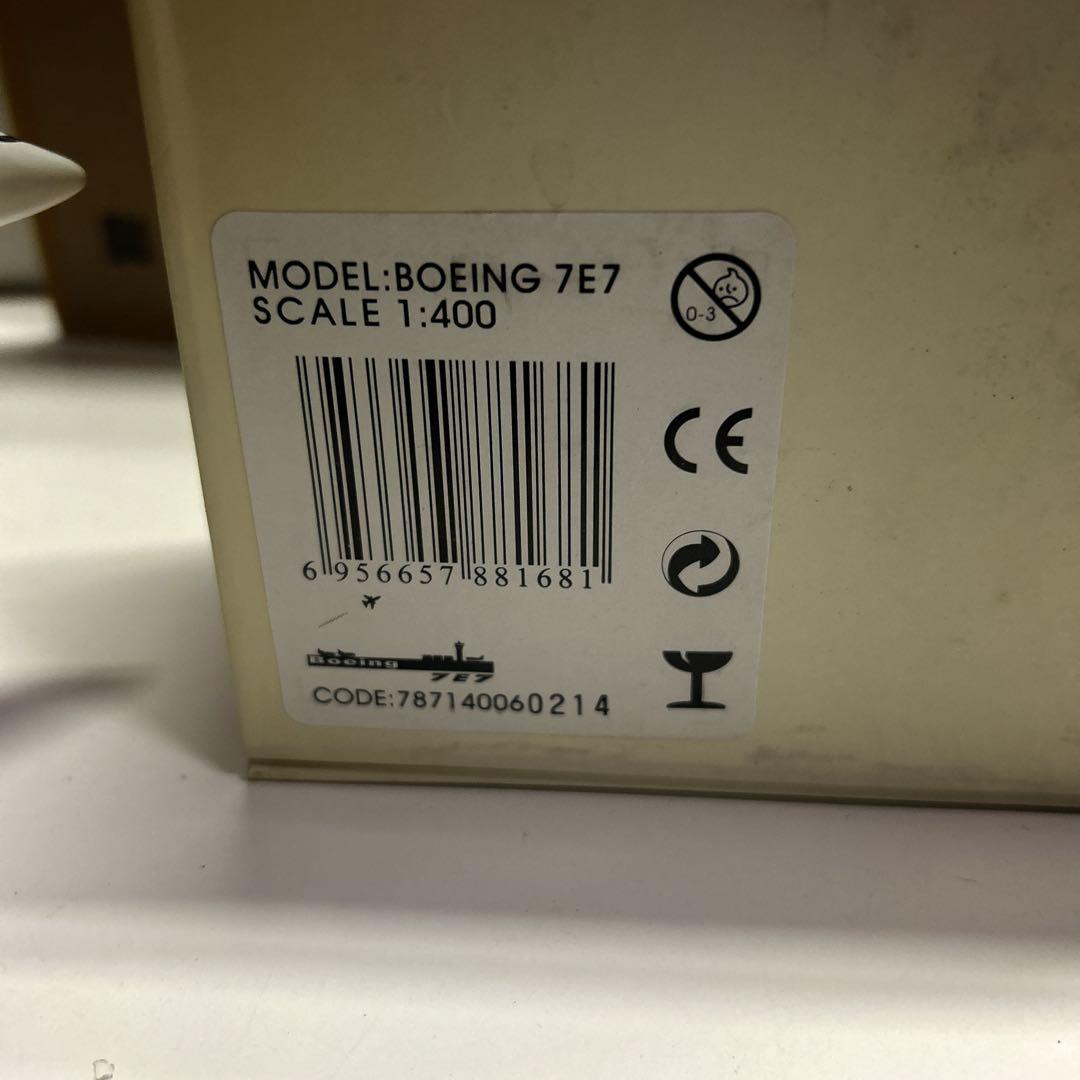 MODEL:BOEING 7E7
SCALE 1:400
0-3
CE
6 956657 881681
Boeing
7E7
CODE:787140060214